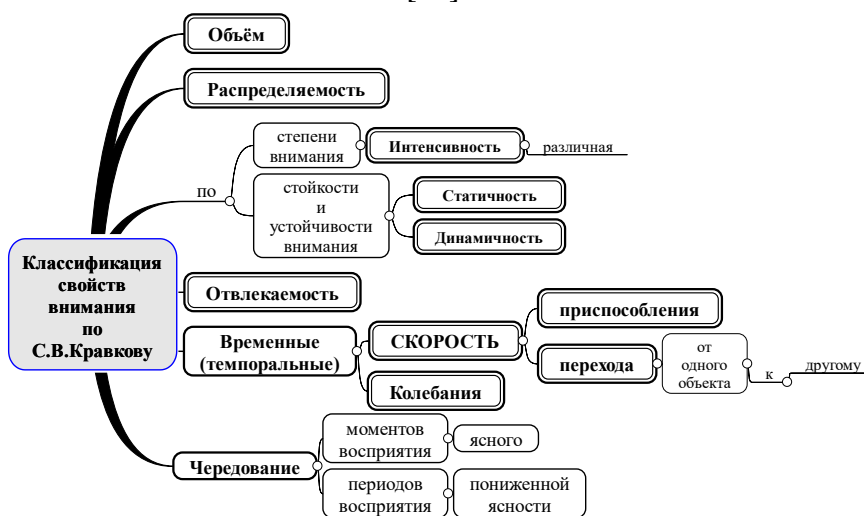 Объём
Распределяемость
степени
внимания
Интенсивность
различная
по
стойкости
и
устойчивости
внимания
Статичность
Динамичность
Классификация
свойств
внимания
по
С.В.Кравкову
Отвлекаемость
Временные
(темпоральные)
СКОРОСТЬ
приспособления
перехода
от
одного
объекта
к
другому
Колебания
Чередование
моментов
восприятия
ясного
периодов
восприятия
пониженной
ясности